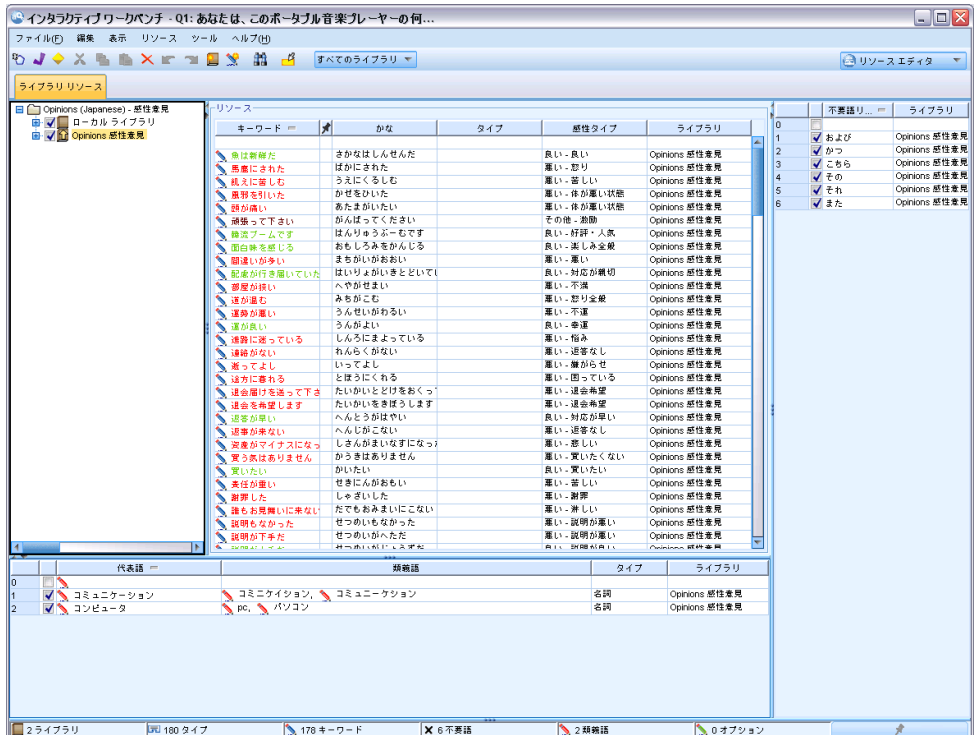 インタラクティブ ワークベンチ - Q1: あなたは、このポータブル音楽プレーヤーの何...
ファイル(F) 編集 表示 リソース ツール ヘルプ(H)
すべてのライブラリ
リソース エディタ
ライブラリ リソース
Opinions (Japanese) - 感性意見
ローカル ライブラリ
Opinions 感性意見
リソース
キーワード かな タイプ 感性タイプ ライブラリ
魚は新鮮だ さかなはしんせんだ 良い - 良い Opinions 感性意見
馬鹿にされた ばかにされた 悪い - 怒り Opinions 感性意見
飢えに苦しむ うえにくるしむ 悪い - 苦しい Opinions 感性意見
風邪を引いた かぜをひいた 悪い - 体が悪い状態 Opinions 感性意見
頭が痛い あたまがいたい 悪い - 体が悪い状態 Opinions 感性意見
頑張って下さい がんばってください その他 - 激励 Opinions 感性意見
韓流ブームです はんりゅうぶーむです 良い - 好評・人気 Opinions 感性意見
面白味を感じる おもしろみをかんじる 良い - 楽しみ全般 Opinions 感性意見
間違いが多い まちがいがおおい 悪い - 悪い Opinions 感性意見
配慮が行き届いていた はいりょがいきとどいてい 良い - 対応が親切 Opinions 感性意見
部屋が狭い へやがせまい 悪い - 不満 Opinions 感性意見
道が混む みちがこむ 悪い - 怒り全般 Opinions 感性意見
運勢が悪い うんせいがわるい 悪い - 不運 Opinions 感性意見
運が良い うんがよい 良い - 幸運 Opinions 感性意見
進路に迷っている しんろにまよっている 悪い - 悩み Opinions 感性意見
連絡がない れんらくがない 悪い - 返答なし Opinions 感性意見
逝ってよし いってよし 悪い - 嫌がらせ Opinions 感性意見
途方に暮れる とほうにくれる 悪い - 困っている Opinions 感性意見
退会届けを送って下さ たいかいとどけをおくっ 悪い - 退会希望 Opinions 感性意見
退会を希望します たいかいをきぼうします 悪い - 退会希望 Opinions 感性意見
返答が早い へんとうがはやい 良い - 対応が早い Opinions 感性意見
返事が来ない へんじがこない 悪い - 返答なし Opinions 感性意見
資産がマイナスになっ しさんがまいなすになっ 悪い - 悲しい Opinions 感性意見
買う気はありません かうきはありません 悪い - 買いたくない Opinions 感性意見
買いたい かいたい 良い - 買いたい Opinions 感性意見
責任が重い せきにんがおもい 悪い - 苦しい Opinions 感性意見
謝罪した しゃざいした 悪い - 謝罪 Opinions 感性意見
誰もお見舞いに来ない だてもおみまいにこない 悪い - 淋しい Opinions 感性意見
説明もなかった せつめいもなかった 悪い - 説明が悪い Opinions 感性意見
説明が下手だ せつめいがへただ 悪い - 説明が悪い Opinions 感性意見
不要語リ... ライブラリ
0
1 および Opinions 感性意見
2 かつ Opinions 感性意見
3 こちら Opinions 感性意見
4 その Opinions 感性意見
5 それ Opinions 感性意見
6 また Opinions 感性意見
代表語 類義語 タイプ ライブラリ
0
1 コミュニケーション コミニケイション, コミュニーケション 名詞 Opinions 感性意見
2 コンピュータ pc, パソコン 名詞 Opinions 感性意見
2 ライブラリ 180 タイプ 178 キーワード 6 不要語 2 類義語 0 オプション